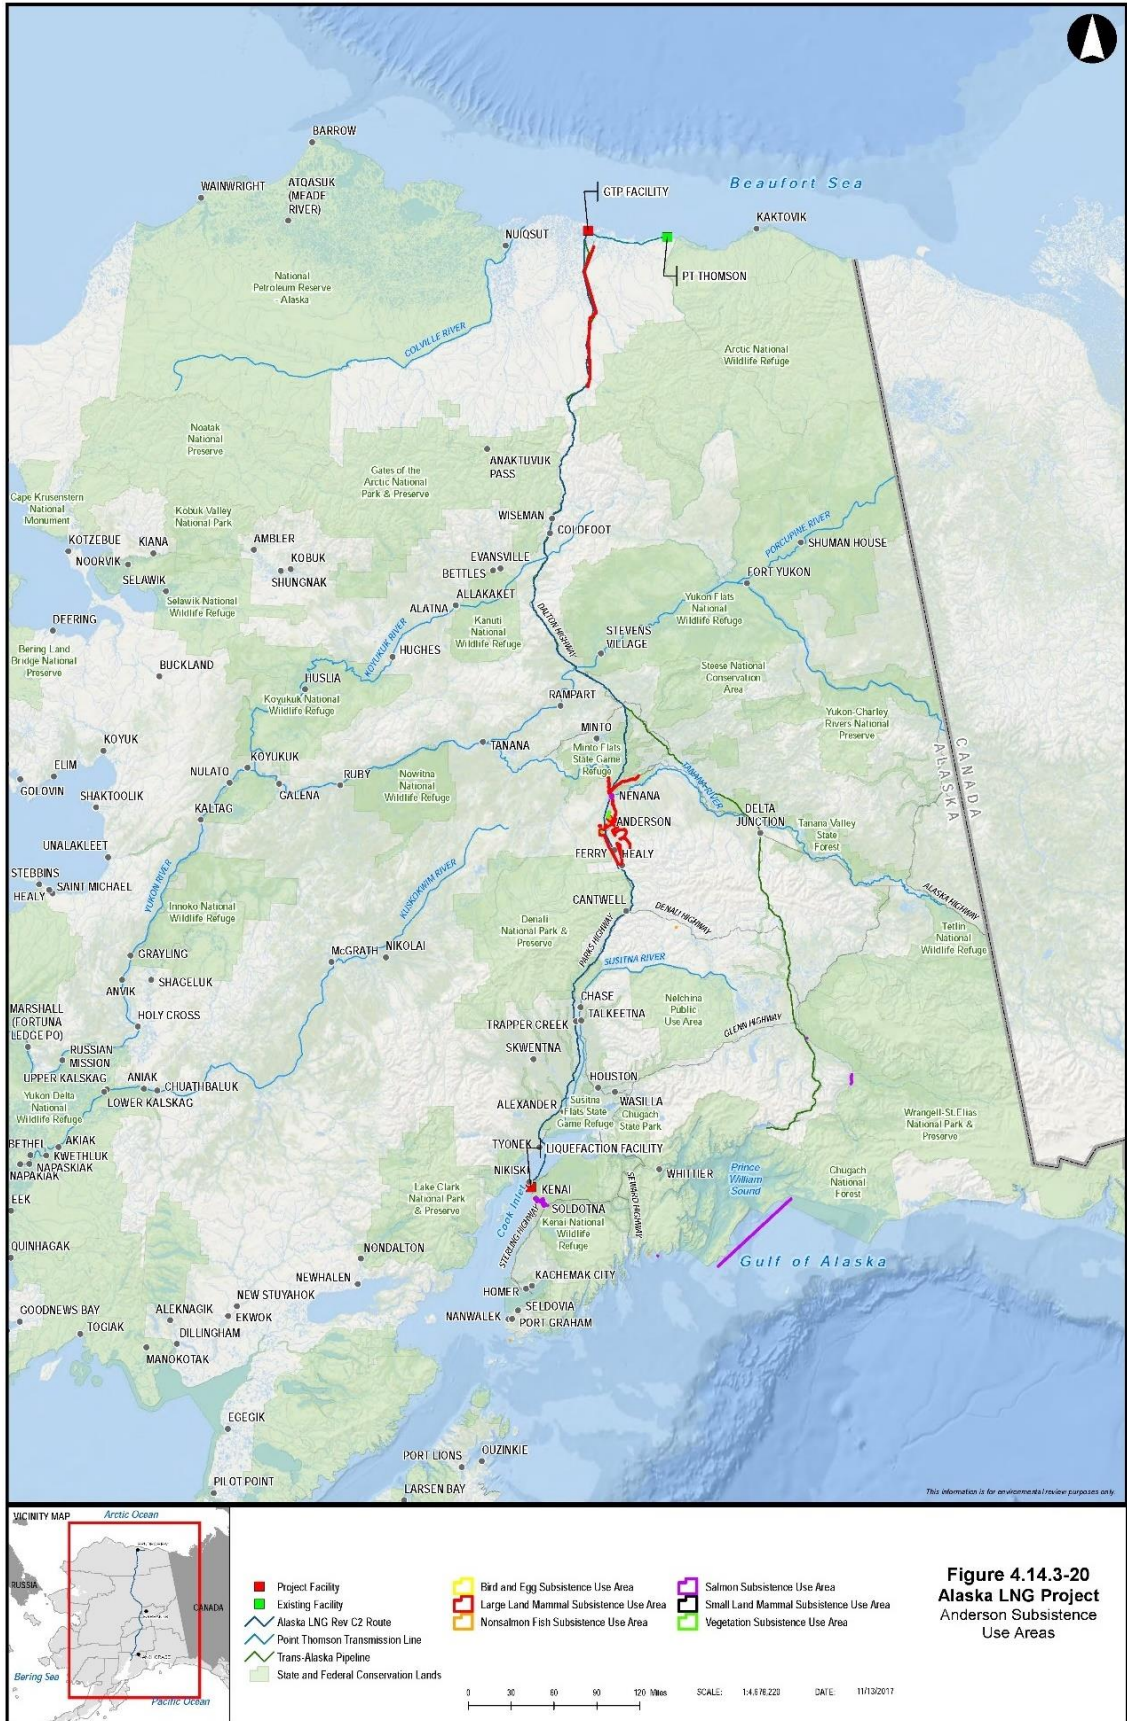 BARROW
WAINWRIGHT
ATQASUK
(MEADE
RIVER)
GTP FACILITY
Beaufort Sea
KAKTOVIK
NUIQSUT
PT THOMSON
National
Petroleum Reserve
- Alaska
COLVILLE RIVER
Arctic National
Wildlife Refuge
Noatak
National
Preserve
ANAKTUVUK
PASS
Gates of the
Arctic National
Park & Preserve
Cape Krusenstern
National
Monument
Kobuk Valley
National Park
WISEMAN
COLDFOOT
PORCUPINE RIVER
KOTZEBUE
KIANA
AMBLER
SHUMAN HOUSE
NOORVIK
KOBUK
EVANSVILLE
SHUNGNAK
BETTLES
SELAWIK
FORT YUKON
Selawik National
Wildlife Refuge
ALATNA
ALLAKAKET
Yukon Flats
National
Wildlife Refuge
DEERING
Kanuti
National
Wildlife Refuge
DALTON HIGHWAY
STEVENS
VILLAGE
Bering Land
Bridge National
Preserve
KOYUKUK RIVER
HUGHES
BUCKLAND
Steese National
Conservation
Area
HUSLIA
Koyukuk National
Wildlife Refuge
RAMPART
Yukon-Charley
Rivers National
Preserve
MINTO
KOYUK
TANANA
Minto Flats
State Game
Refuge
CANADA
ALASKA
ELIM
KOYUKUK
NULATO
RUBY
Nowitna
National
Wildlife Refuge
GOLOVIN
GALENA
TANANA RIVER
NENANA
SHAKTOOLIK
KALTAG
DELTA
JUNCTION
ANDERSON
Tanana Valley
State
Forest
UNALAKLEET
FERRY
HEALY
STEBBINS
SAINT MICHAEL
HEALY
YUKON RIVER
KUSKOKWIM RIVER
ALASKA HIGHWAY
Innoko National
Wildlife Refuge
CANTWELL
DENALI HIGHWAY
Denali
National Park &
Preserve
Tetlin
National
Wildlife Refuge
PARKS HIGHWAY
GRAYLING
McGRATH
NIKOLAI
SUSITNA RIVER
SHAGELUK
ANVIK
CHASE
TALKEETNA
Nelchina
Public
Use Area
MARSHALL
(FORTUNA
LEDGE PO)
HOLY CROSS
TRAPPER CREEK
GLENN HIGHWAY
RUSSIAN
MISSION
SKWENTNA
UPPER KALSKAG
ANIAK
CHUATHBALUK
HOUSTON
Yukon Delta
National
Wildlife Refuge
LOWER KALSKAG
ALEXANDER
Susitna
Flats State
Game Refuge
WASILLA
Chugach
State Park
Wrangell-St.Elias
National Park &
Preserve
BETHEL
AKIAK
KWETHLUK
TYONEK
LIQUEFACTION FACILITY
NAPASKIAK
NAPAKIAK
NIKISKI
WHITTIER
Prince
William
Sound
Chugach
National
Forest
EEK
Lake Clark
National Park
& Preserve
KENAI
Cook Inlet
SOLDOTNA
SEWARD HIGHWAY
Kenai National
Wildlife
Refuge
STERLING HIGHWAY
QUINHAGAK
NONDALTON
Gulf of Alaska
NEWHALEN
KACHEMAK CITY
HOMER
NEW STUYAHOK
SELDOVIA
GOODNEWS BAY
ALEKNAGIK
EKWOK
NANWALEK
PORT GRAHAM
TOGIAK
DILLINGHAM
MANOKOTAK
EGEGIK
PORT LIONS
OUZINKIE
PILOT POINT
LARSEN BAY
This information is for environmental review purposes only.
VICINITY MAP
Arctic Ocean
RUSSIA
CANADA
Bering Sea
Pacific Ocean
Project Facility
Existing Facility
Alaska LNG Rev C2 Route
Point Thomson Transmission Line
Trans-Alaska Pipeline
State and Federal Conservation Lands
Bird and Egg Subsistence Use Area
Large Land Mammal Subsistence Use Area
Nonsalmon Fish Subsistence Use Area
Salmon Subsistence Use Area
Small Land Mammal Subsistence Use Area
Vegetation Subsistence Use Area
0 30 60 90 120 Miles
SCALE:
DATE: 11/13/2017
Figure 4.14.3-20
Alaska LNG Project
Anderson Subsistence
Use Areas